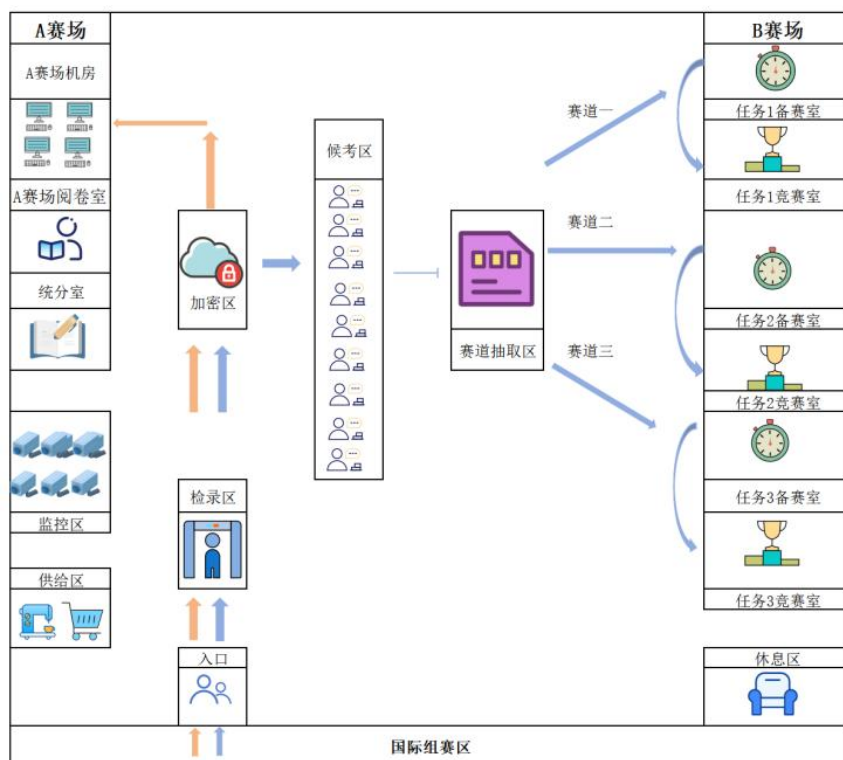 A赛场
A赛场机房
A赛场阅卷室
统分室
监控区
供给区
加密区
检录区
入口
候考区
赛道抽取区
赛道一
赛道二
赛道三
B赛场
任务1备赛室
任务1竞赛室
任务2备赛室
任务2竞赛室
任务3备赛室
任务3竞赛室
休息区
国际组赛区